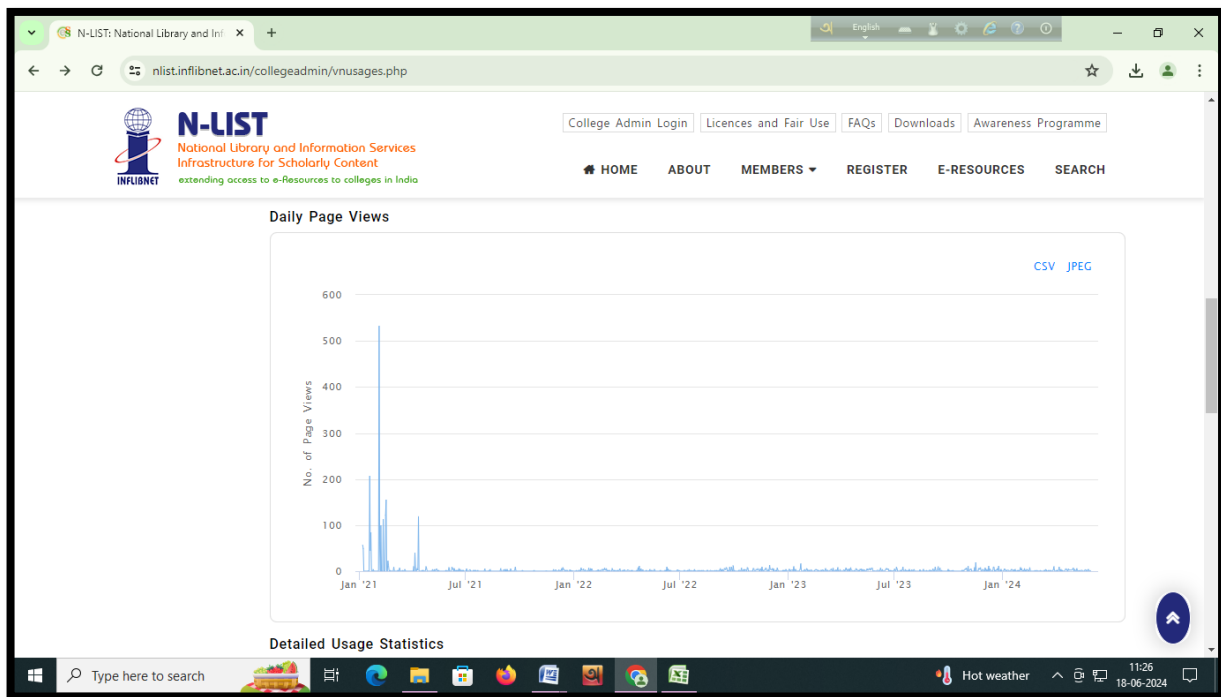 N-LIST: National Library and Inf
English
nlist.inflibnet.ac.in/collegeadmin/vnusages.php
INFLIBNET
N-LIST
National Library and Information Services
Infrastructure for Scholarly Content
extending access to e-Resources to colleges in India
College Admin Login Licences and Fair Use FAQs Downloads Awareness Programme
HOME ABOUT MEMBERS REGISTER E-RESOURCES SEARCH
Daily Page Views
CSV JPEG
No. of Page Views
600
500
400
300
200
100
0
Jan '21 Jul '21 Jan '22 Jul '22 Jan '23 Jul '23 Jan '24
Detailed Usage Statistics
Type here to search
Hot weather
11:26
18-06-2024